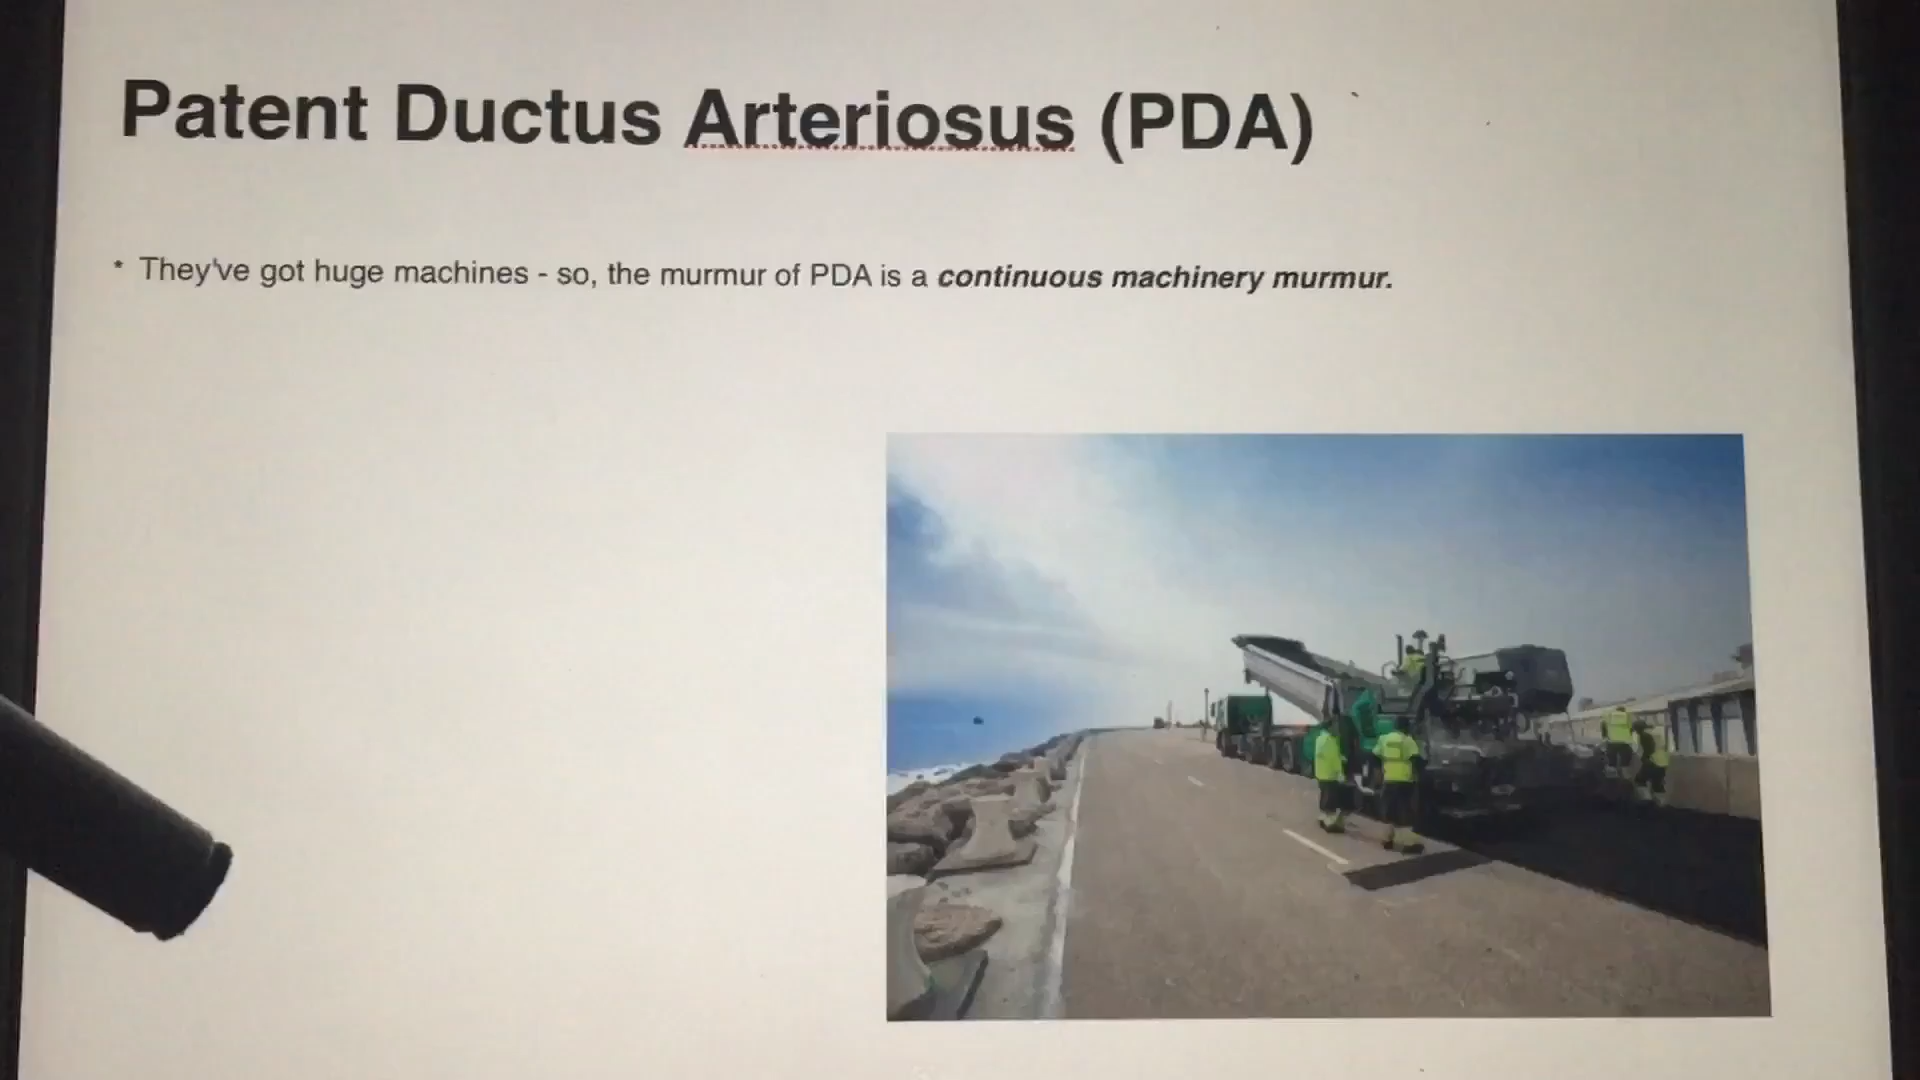 Patent Ductus Arteriosus (PDA)
* They've got huge machines - so, the murmur of PDA is a continuous machinery murmur.